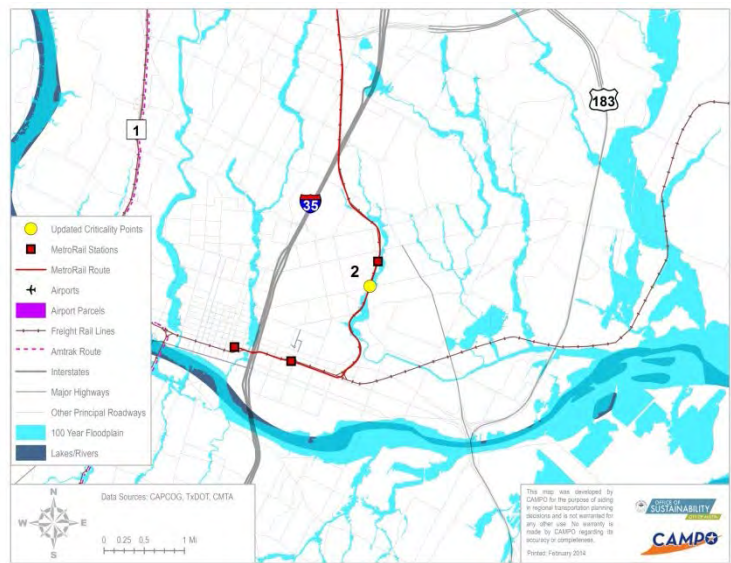 1
183
35
2
Updated Criticality Points
MetroRail Stations
MetroRail Route
Airports
Airport Parcels
Freight Rail Lines
Amtrak Route
Interstates
Major Highways
Other Principal Roadways
100 Year Floodplain
Lakes/Rivers
N
W E
S
Data Sources: CAPCOG, TxDOT, CMTA
0 0.25 0.5 1 Mi
This map was developed by
CAMPO for the purpose of aiding
in regional transportation planning
decisions and is not warranted for
any other use. No warranty is
made by CAMPO regarding its
accuracy or completeness.
Printed: February 2014
OFFICE OF
SUSTAINABILITY
CAMPO